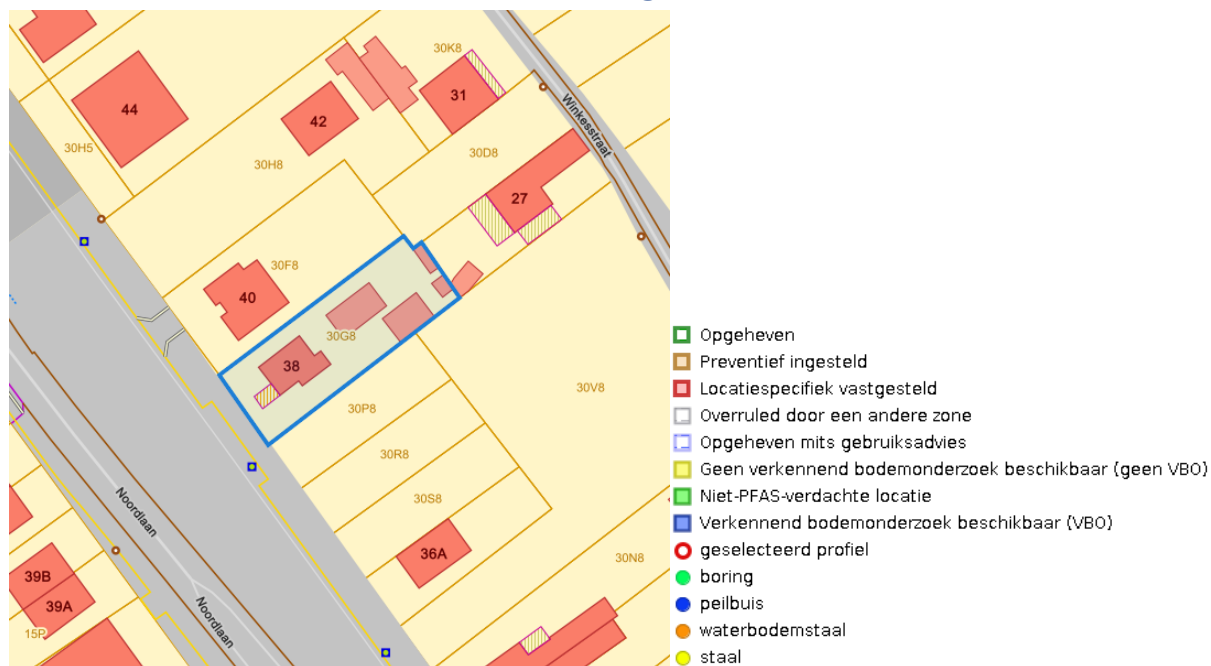 44
42
31
30K8
30H5
30H8
30D8
Winkesstraat
27
40
30F8
30G8
38
30P8
30V8
30R8
30S8
36A
30N8
Noordlaan
Noordlaan
39B
39A
15P
Opgeheven
Preventief ingesteld
Locatiespecifiek vastgesteld
Overruled door een andere zone
Opgeheven mits gebruiksadvies
Geen verkennend bodemonderzoek beschikbaar (geen VBO)
Niet-PFAS-verdachte locatie
Verkennend bodemonderzoek beschikbaar (VBO)
geselecteerd profiel
boring
peilbuis
waterbodemstaal
staal